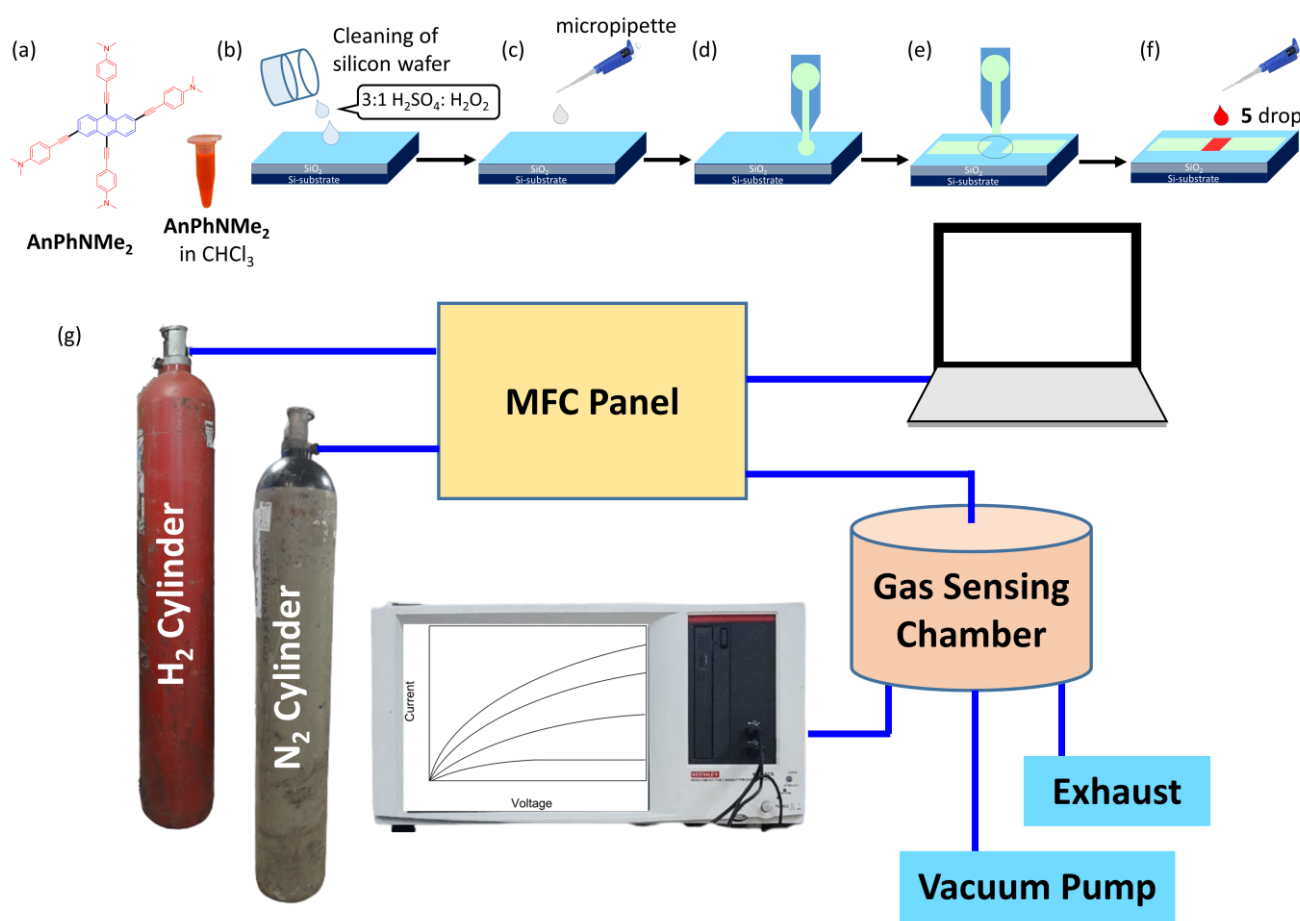 (a)
N
N
N
N
AnPhNMe₂
AnPhNMe₂
in CHCl₃
(b)
Cleaning of
silicon wafer
3:1 H₂SO₄: H₂O₂
SiO₂
Si-substrate
(c)
micropipette
SiO₂
Si-substrate
(d)
SiO₂
Si-substrate
(e)
SiO₂
Si-substrate
(f)
5 drop
SiO₂
Si-substrate
(g)
H₂ Cylinder
N₂ Cylinder
MFC Panel
Gas Sensing
Chamber
Current
Voltage
KEITHLEY
Exhaust
Vacuum Pump